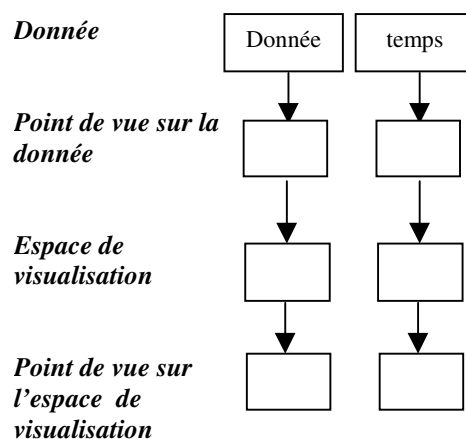 Donnée
Donnée
temps
Point de vue sur la
donnée
Espace de
visualisation
Point de vue sur
l'espace de
visualisation